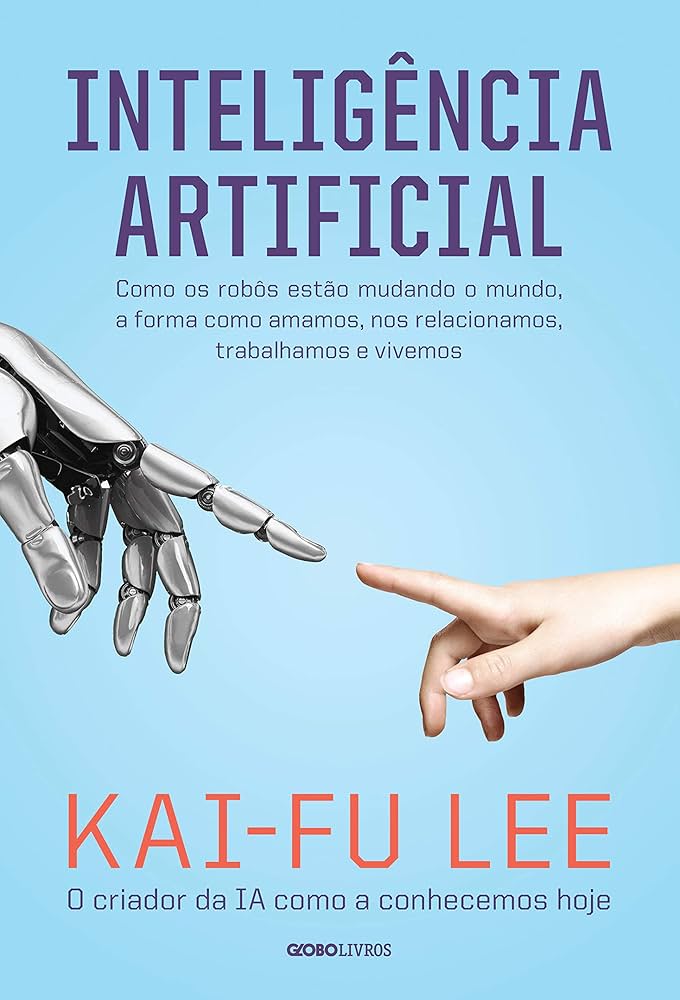 INTELIGÊNCIA
ARTIFICIAL
Como os robôs estão mudando o mundo,
a forma como amamos, nos relacionamos,
trabalhamos e vivemos
KAI-FU LEE
O criador da IA como a conhecemos hoje
GLOBOLIVROS